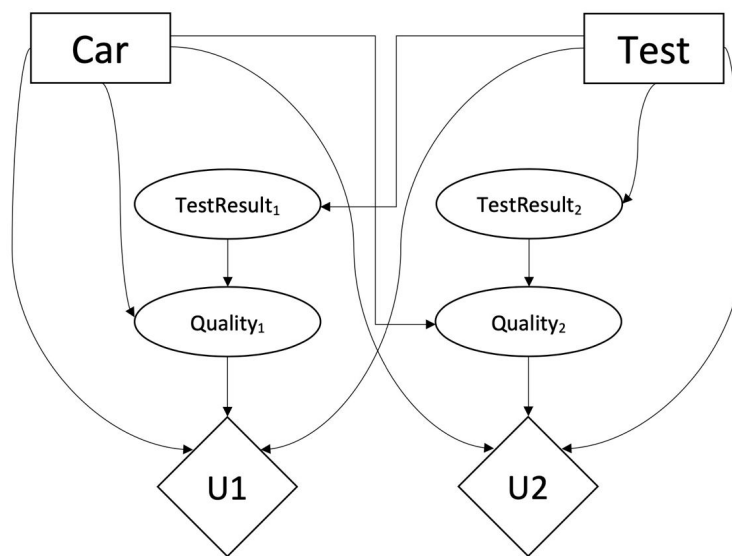 Car
Test
TestResult₁
TestResult₂
Quality₁
Quality₂
U1
U2